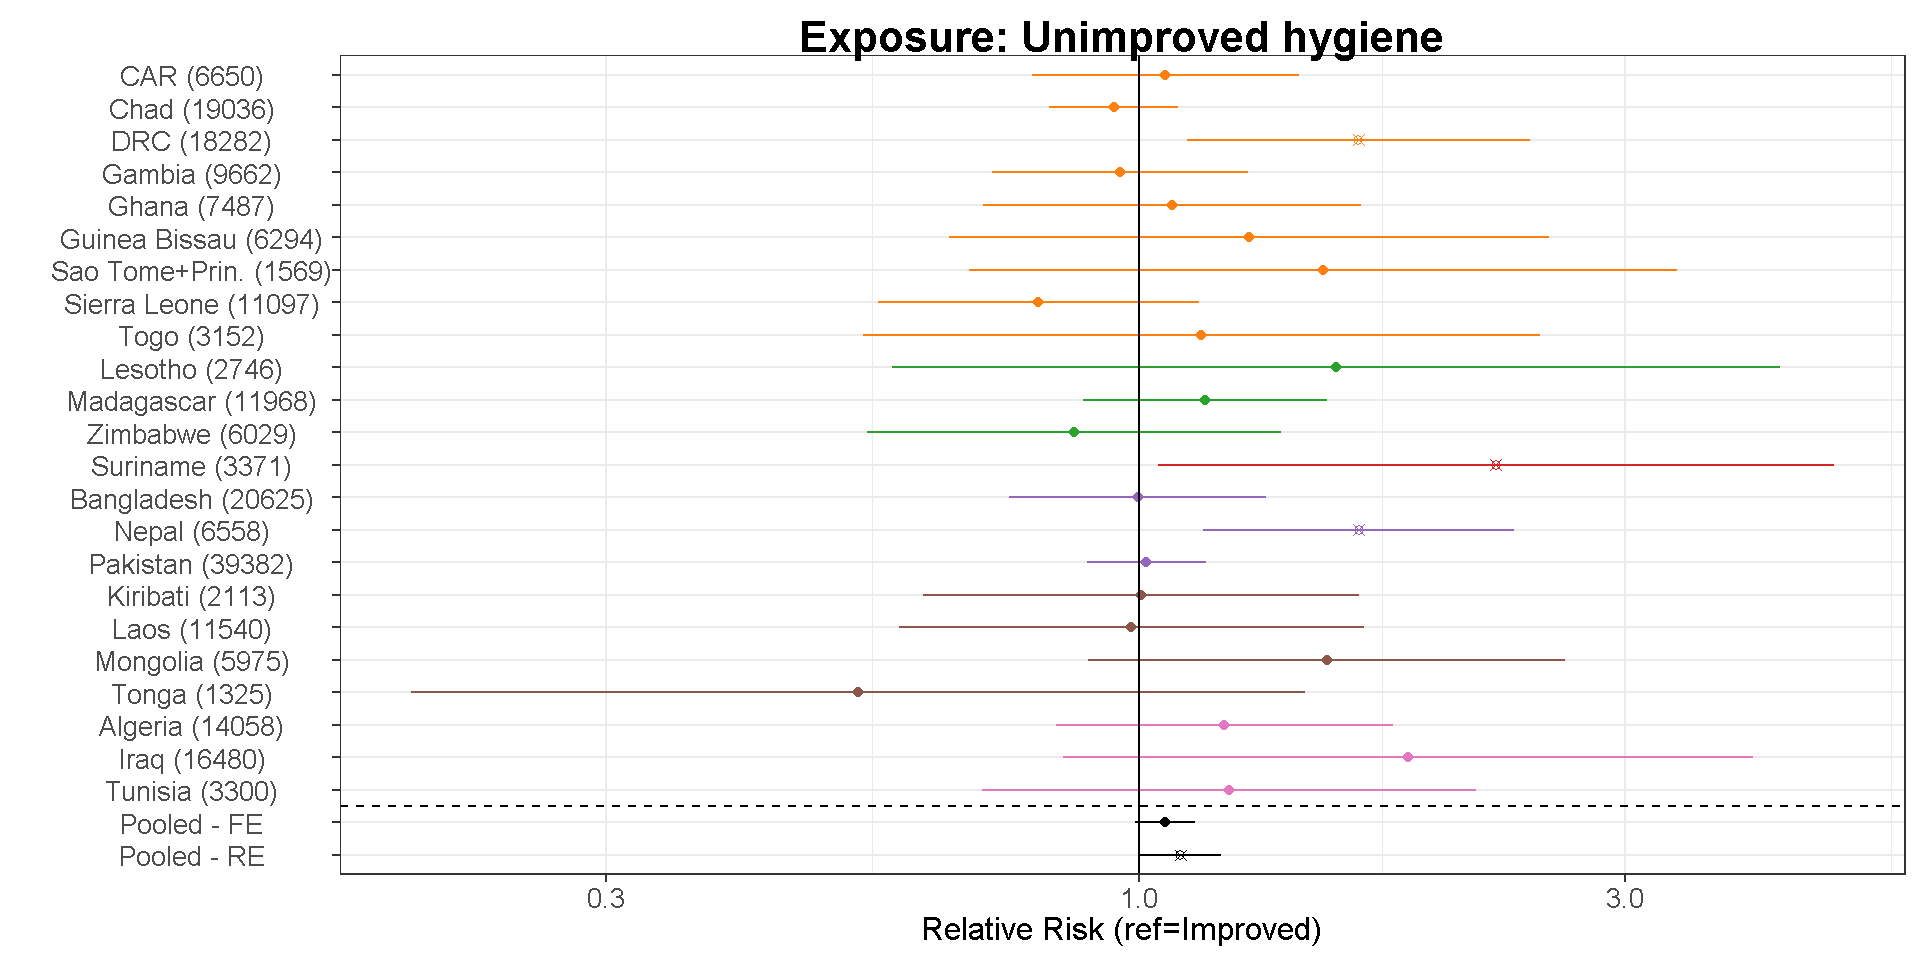 Exposure: Unimproved hygiene
CAR (6650)
Chad (19036)
DRC (18282)
Gambia (9662)
Ghana (7487)
Guinea Bissau (6294)
Sao Tome+Prin. (1569)
Sierra Leone (11097)
Togo (3152)
Lesotho (2746)
Madagascar (11968)
Zimbabwe (6029)
Suriname (3371)
Bangladesh (20625)
Nepal (6558)
Pakistan (39382)
Kiribati (2113)
Laos (11540)
Mongolia (5975)
Tonga (1325)
Algeria (14058)
Iraq (16480)
Tunisia (3300)
Pooled - FE
Pooled - RE
0.3 1.0 3.0
Relative Risk (ref=Improved)